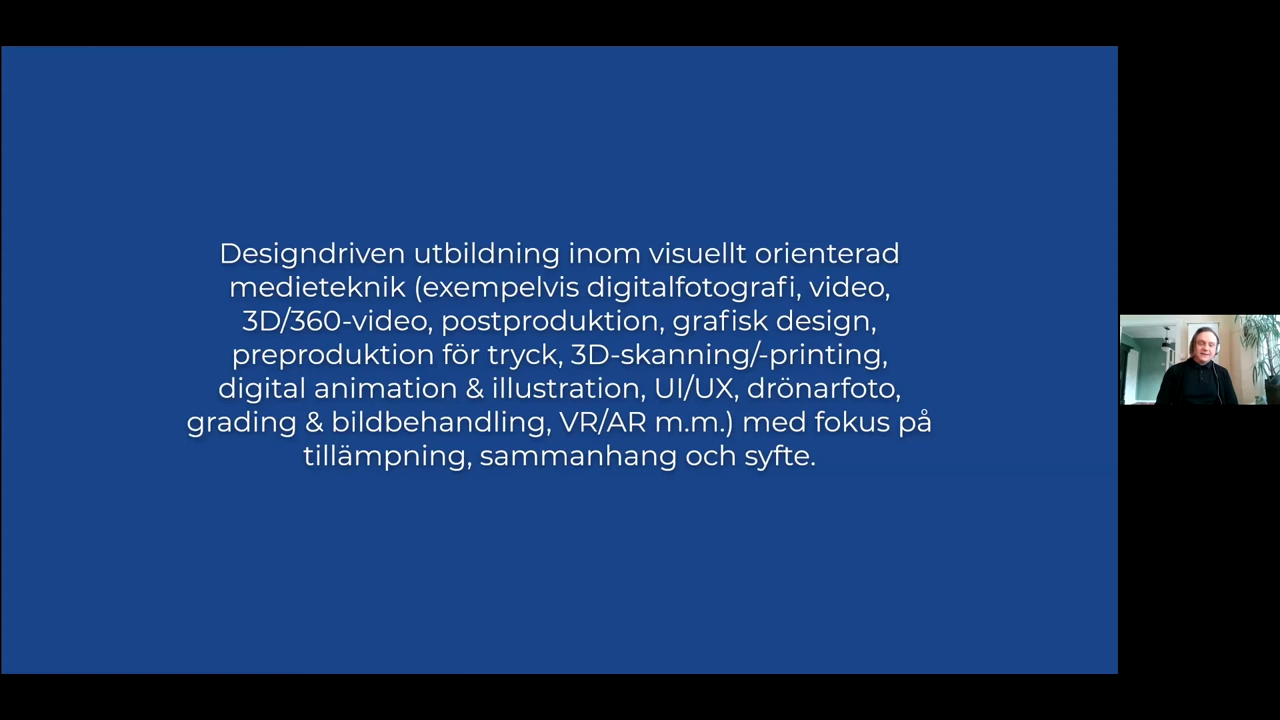 Designdriven utbildning inom visuellt orienterad
medieteknik (exempelvis digitalfotografi, video,
3D/360-video, postproduktion, grafisk design,
preproduktion för tryck, 3D-skanning/-printing,
digital animation & illustration, UI/UX, drönarfoto,
grading & bildbehandling, VR/AR m.m.) med fokus på
tillämpning, sammanhang och syfte.